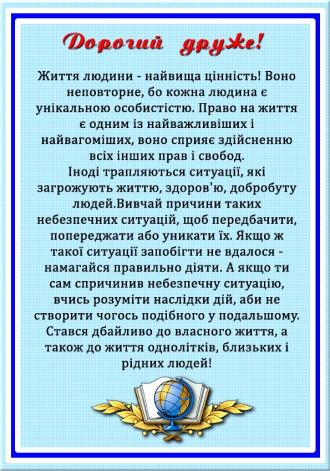 Дорогий друже!
Життя людини - найвища цінність! Воно
неповторне, бо кожна людина є
унікальною особистістю. Право на життя
є одним із найважливіших і
найвагоміших, воно сприяє здійсненню
всіх інших прав і свобод.
Іноді трапляються ситуації, які
загрожують життю, здоров'ю, добробуту
людей.Вивчай причини таких
небезпечних ситуацій, щоб передбачити,
попереджати або уникати їх. Якщо ж
такої ситуації запобігти не вдалося -
намагайся правильно діяти. А якщо ти
сам спричинив небезпечну ситуацію,
вчись розуміти наслідки дій, аби не
створити чогось подібного у подальшому.
Стався дбайливо до власного життя, а
також до життя однолітків, близьких і
рідних людей!